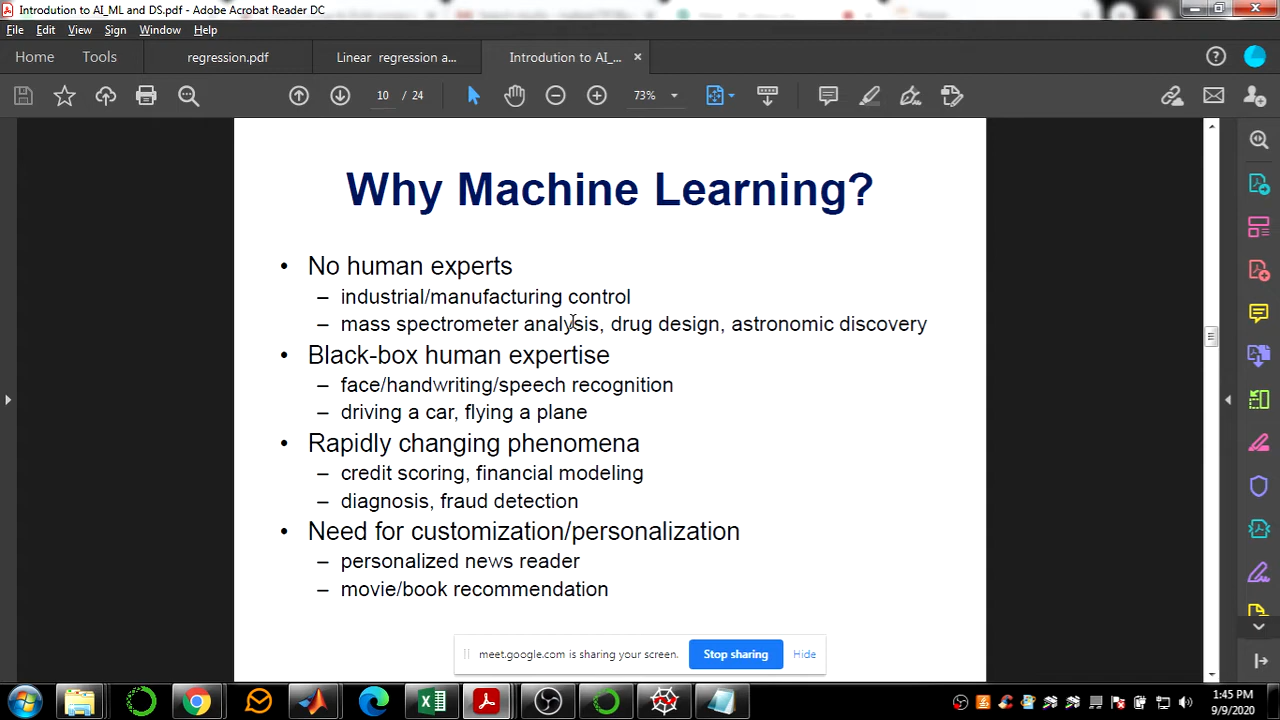 Introdution to AI_ML and DS.pdf - Adobe Acrobat Reader DC
File Edit View Sign Window Help
Home Tools regression.pdf Linear regression a... Introdution to AI_... ×
10 / 24 73%
Why Machine Learning?
• No human experts
– industrial/manufacturing control
– mass spectrometer analysis, drug design, astronomic discovery
• Black-box human expertise
– face/handwriting/speech recognition
– driving a car, flying a plane
• Rapidly changing phenomena
– credit scoring, financial modeling
– diagnosis, fraud detection
• Need for customization/personalization
– personalized news reader
– movie/book recommendation
meet.google.com is sharing your screen. Stop sharing Hide
1:45 PM
9/9/2020